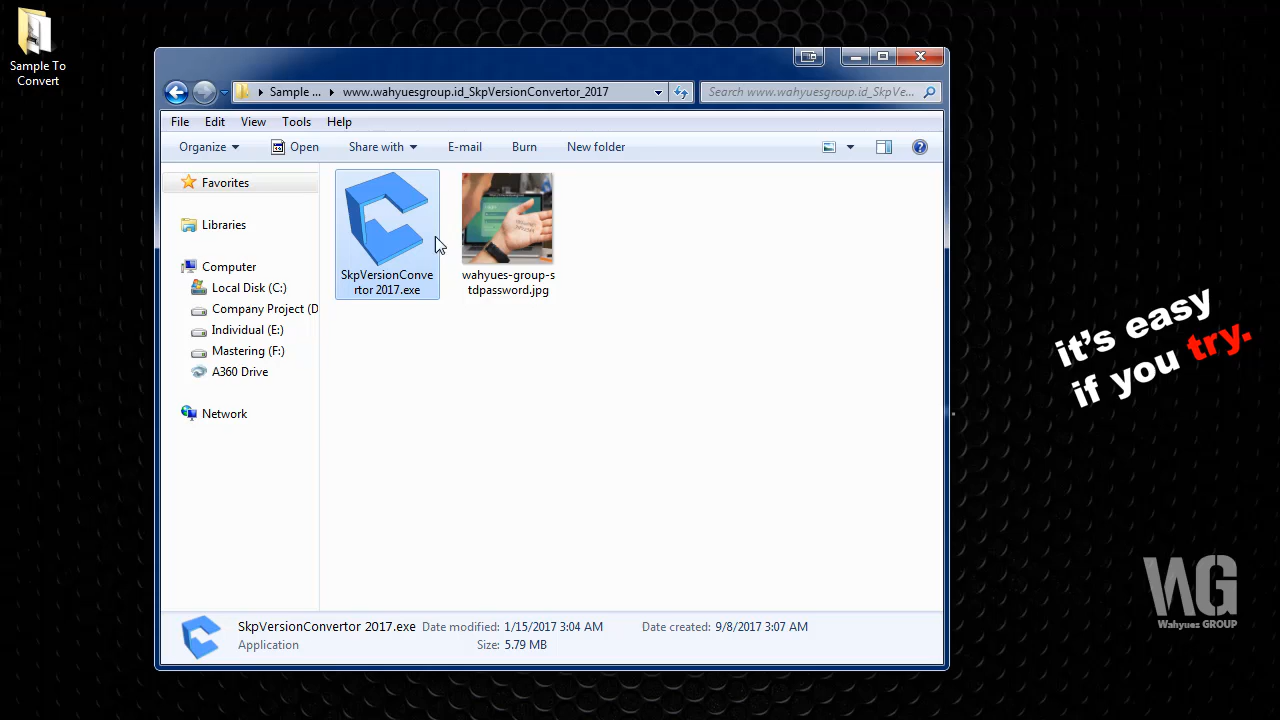 Sample To
Convert
Sample ... www.wahyuesgroup.id_SkpVersionConvertor_2017
Search www.wahyuesgroup.id_SkpVe...
File Edit View Tools Help
Organize Open Share with E-mail Burn New folder
Favorites
Libraries
Computer
Local Disk (C:)
Company Project (D
Individual (E:)
Mastering (F:)
A360 Drive
Network
SkpVersionConve
rtor 2017.exe
wahyues-group-s
tdpassword.jpg
it's easy
if you try.
WG
Wahyues GROUP
SkpVersionConvertor 2017.exe Date modified: 1/15/2017 3:04 AM Date created: 9/8/2017 3:07 AM
Application Size: 5.79 MB